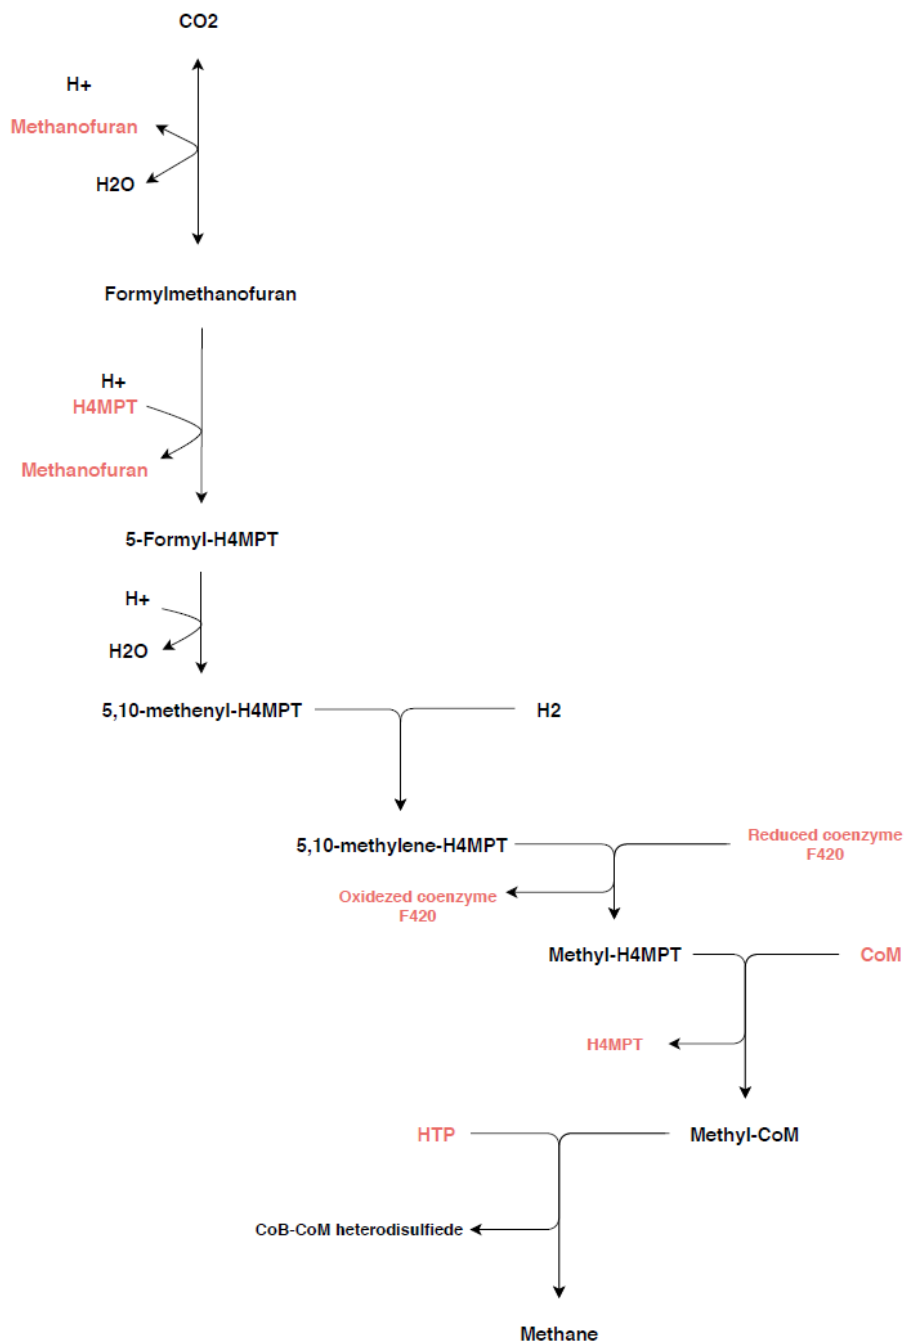 CO2
H+
Methanofuran
H2O
Formylmethanofuran
H+
H4MPT
Methanofuran
5-Formyl-H4MPT
H+
H2O
5,10-methenyl-H4MPT
H2
5,10-methylene-H4MPT
Reduced coenzyme
F420
Oxidezed coenzyme
F420
Methyl-H4MPT
CoM
H4MPT
HTP
Methyl-CoM
CoB-CoM heterodisulfiede
Methane